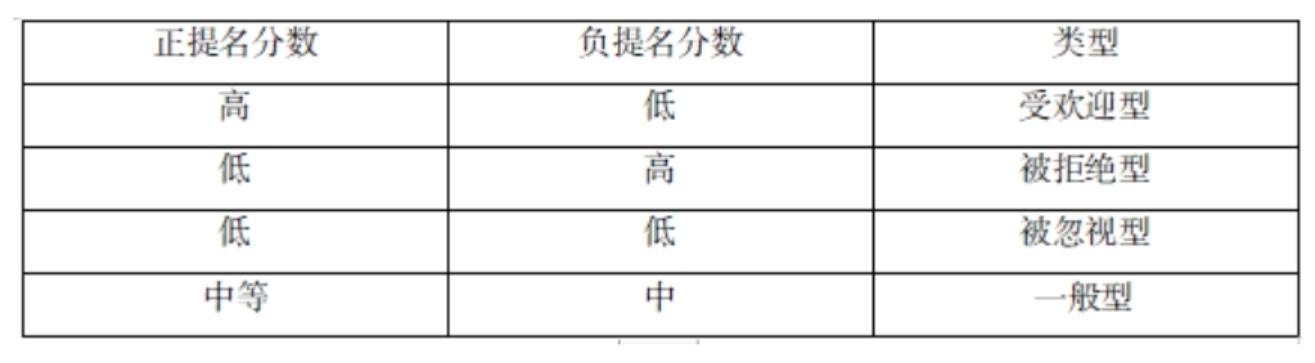 正提名分数 负提名分数 类型
高 低 受欢迎型
低 高 被拒绝型
低 低 被忽视型
中等 中 一般型